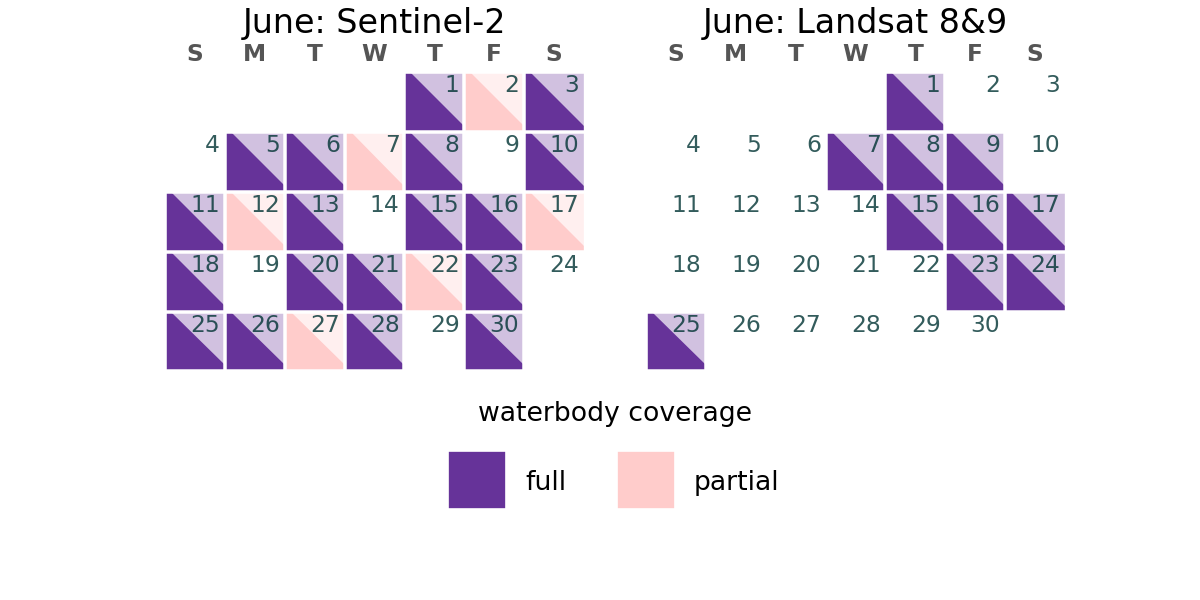 June: Sentinel-2
S M T W T F S
1 2 3
4 5 6 7 8 9 10
11 12 13 14 15 16 17
18 19 20 21 22 23 24
25 26 27 28 29 30
June: Landsat 8&9
S M T W T F S
1 2 3
4 5 6 7 8 9 10
11 12 13 14 15 16 17
18 19 20 21 22 23 24
25 26 27 28 29 30
waterbody coverage
full partial